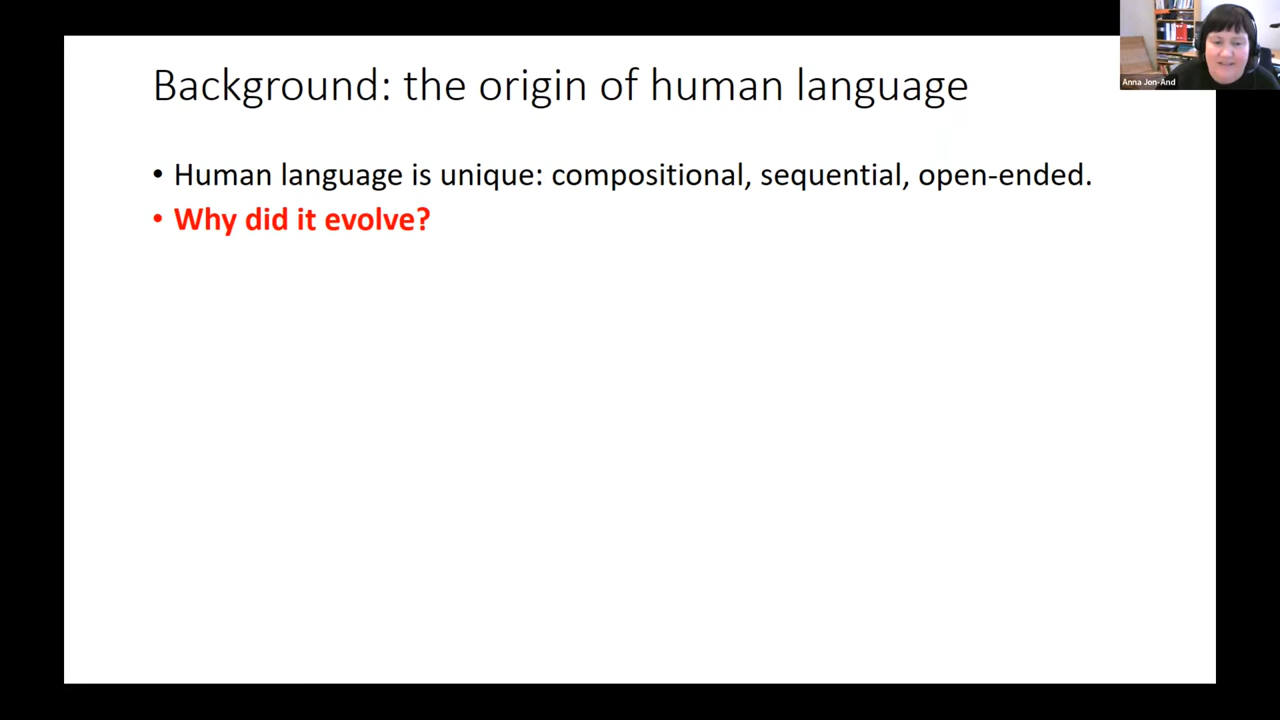 Background: the origin of human language
• Human language is unique: compositional, sequential, open-ended.
• Why did it evolve?
Anna Jon-And